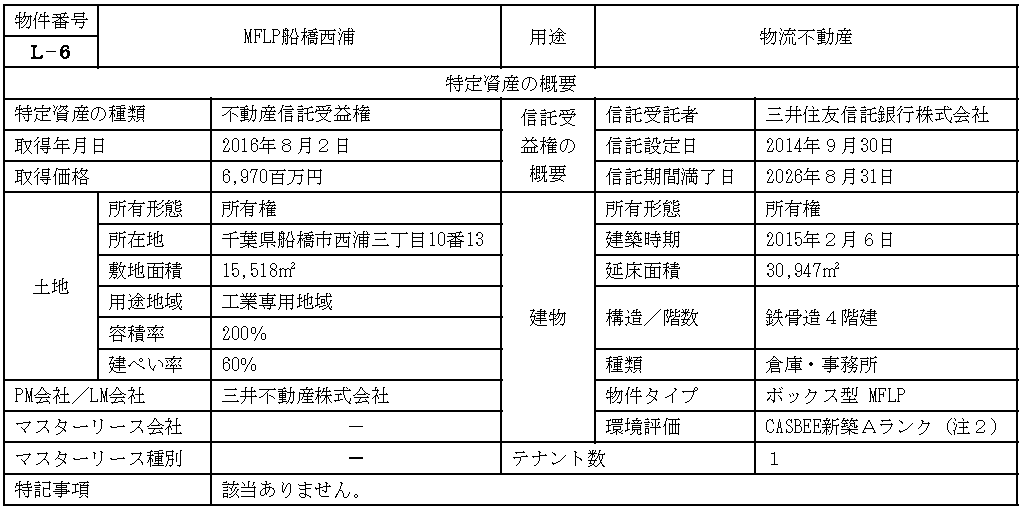 物件番号 MFLP船橋西浦 用途 物流不動産
L-6
特定資産の概要
特定資産の種類 不動産信託受益権 信託受益権の概要 信託受託者 三井住友信託銀行株式会社
取得年月日 2016年8月2日 信託設定日 2014年9月30日
取得価格 6,970百万円 信託期間満了日 2026年8月31日
土地 所有形態 所有権 建物 所有形態 所有権
所在地 千葉県船橋市西浦三丁目10番13 建築時期 2015年2月6日
敷地面積 15,518㎡ 延床面積 30,947㎡
用途地域 工業専用地域 構造／階数 鉄骨造4階建
容積率 200%
建ぺい率 60% 種類 倉庫・事務所
PM会社／LM会社 三井不動産株式会社 物件タイプ ボックス型 MFLP
マスターリース会社 － 環境評価 CASBEE新築Aランク（注2）
マスターリース種別 － テナント数 1
特記事項 該当ありません。